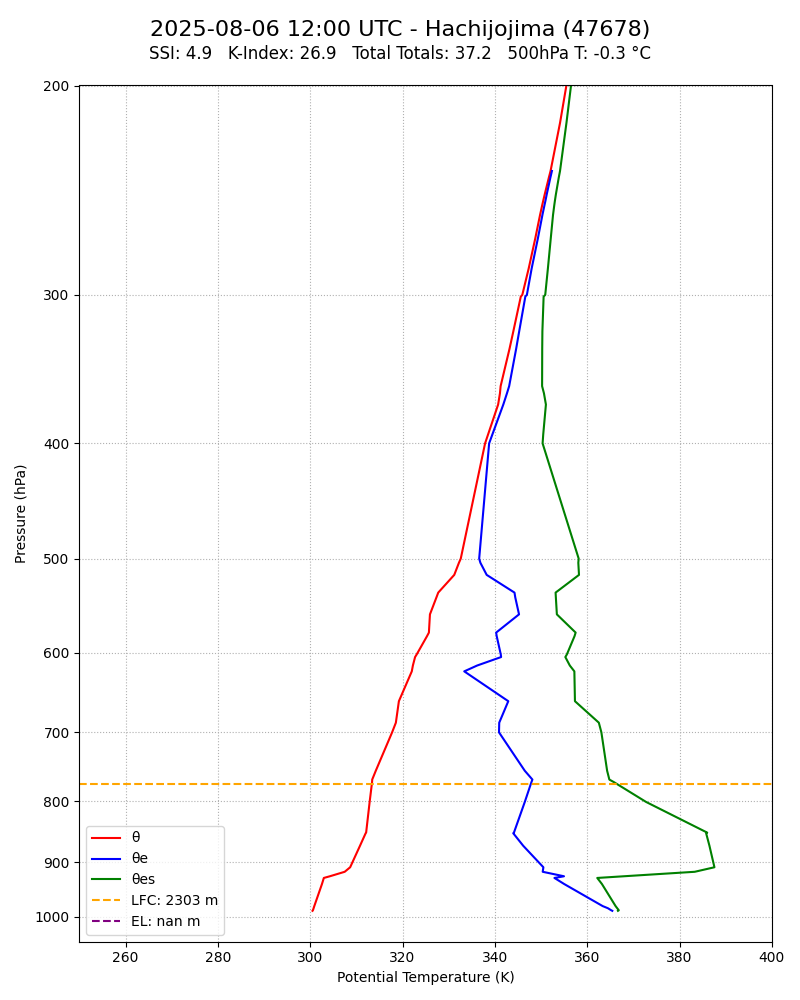 2025-08-06 12:00 UTC - Hachijojima (47678)
SSI: 4.9   K-Index: 26.9   Total Totals: 37.2   500hPa T: -0.3 °C
200
300
400
500
600
700
800
900
1000
Pressure (hPa)
θ
θe
θes
LFC: 2303 m
EL: nan m
260 280 300 320 340 360 380 400
Potential Temperature (K)